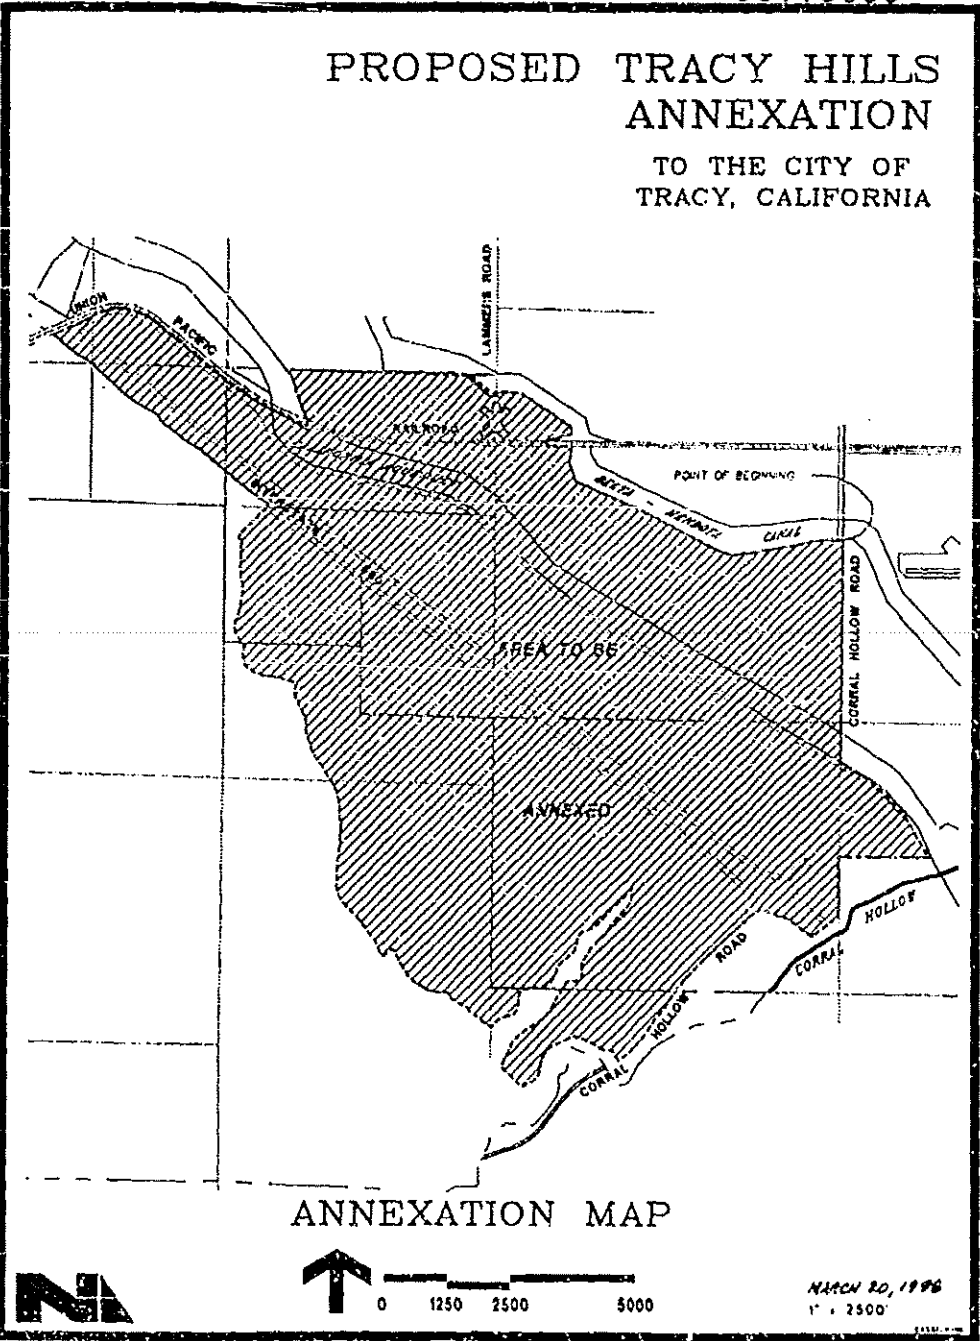 PROPOSED TRACY HILLS
ANNEXATION
TO THE CITY OF
TRACY, CALIFORNIA
LAMMERS ROAD
UNION
PACIFIC
RAILROAD
POINT OF BEGINNING
DELTA - MENDOTA
CANAL
CORRAL HOLLOW ROAD
AREA TO BE
ANNEXED
HOLLOW
CORRAL
ROAD
HOLLOW
CORRAL
ANNEXATION MAP
0 1250 2500 5000
MARCH 20, 1996
1" = 2500'